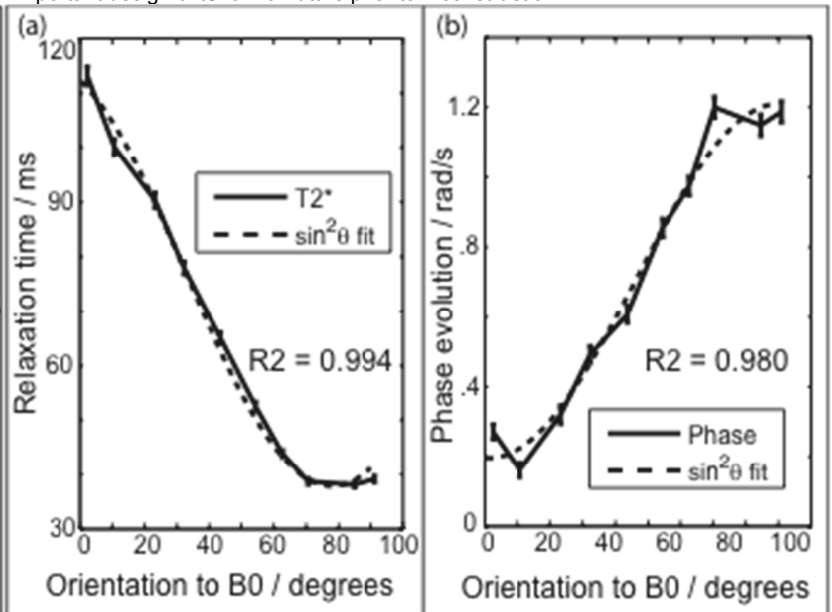 (a)
120
90
60
30
0 20 40 60 80 100
Relaxation time / ms
T2*
sin²θ fit
R2 = 0.994
Orientation to B0 / degrees
(b)
1.2
.8
.4
0
0 20 40 60 80 100
Phase evolution / rad/s
R2 = 0.980
Phase
sin²θ fit
Orientation to B0 / degrees